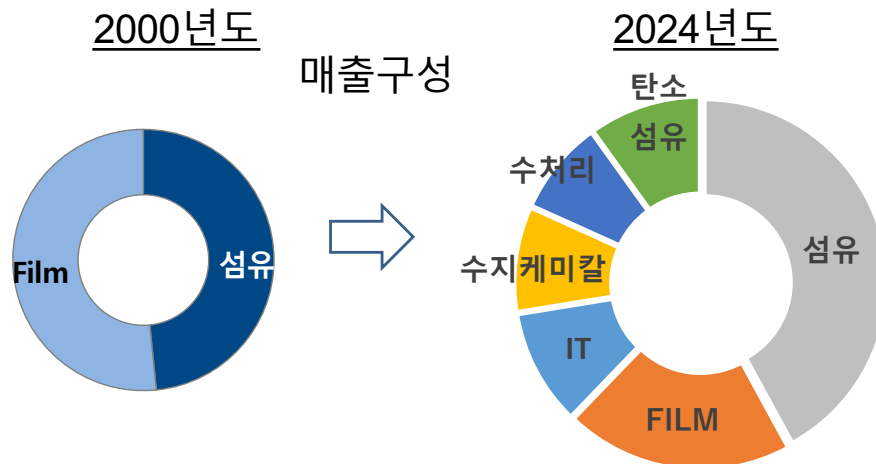 2000년도
2024년도
매출구성
Film
섬유
탄소
섬유
수처리
수지케미칼
IT
FILM
섬유